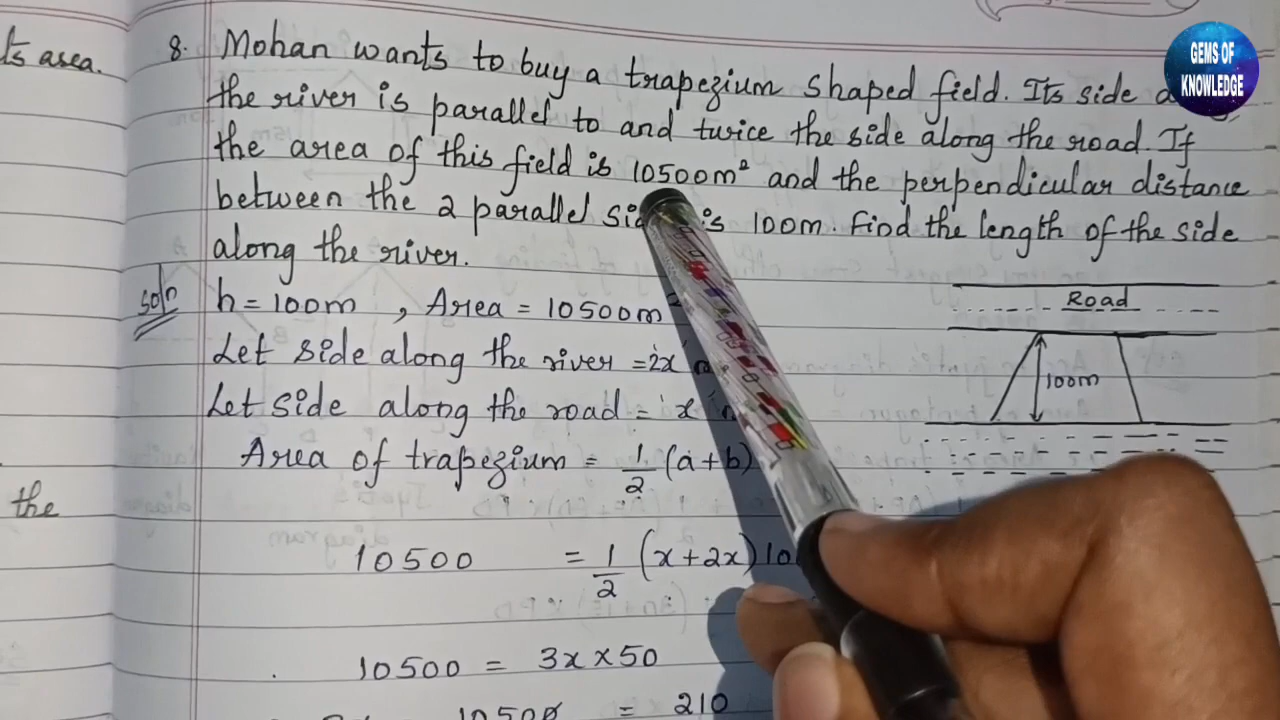 ts area.
8. Mohan wants to buy a trapezium shaped field. Its side
the river is parallel to and twice the side along the road. If
the area of this field is 10500m² and the perpendicular distance
between the 2 parallel is 100m. Find the length of the side
along the river.
Soln h = 100m , Area = 10500m²
Let side along the river = 2x
Let side along the road = x
Area of trapezium = 1/2 (a+b)
the
10500 = 1/2 (x+2x)
10500 = 3x × 50
10500 = 210
Road
100m
GEMS OF
KNOWLEDGE